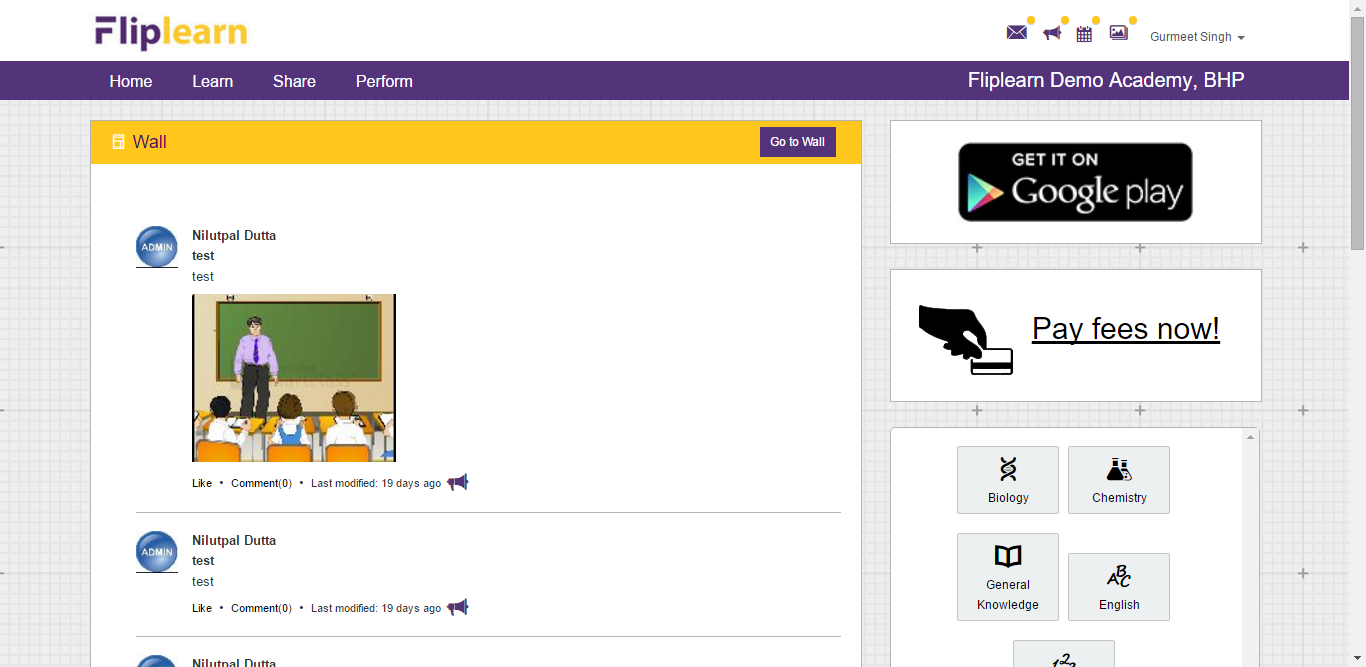 Fliplearn
Gurmeet Singh
Home Learn Share Perform Fliplearn Demo Academy, BHP
Wall Go to Wall
ADMIN
Nilutpal Dutta
test
test
Like • Comment(0) • Last modified: 19 days ago
ADMIN
Nilutpal Dutta
test
test
Like • Comment(0) • Last modified: 19 days ago
Nilutpal Dutta
GET IT ON
Google play
Pay fees now!
Biology
Chemistry
General
Knowledge
ABC
English
123